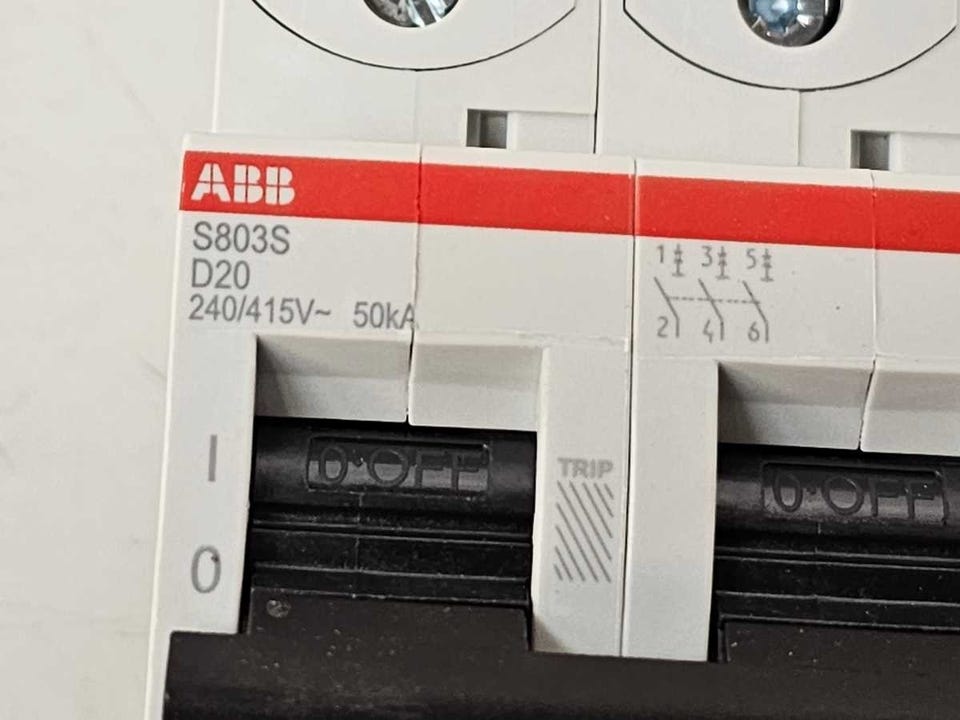 ABB
S803S
D20
240/415V~ 50kA
1 3 5
2 4 6
I
0·OFF
TRIP
0·OFF
0